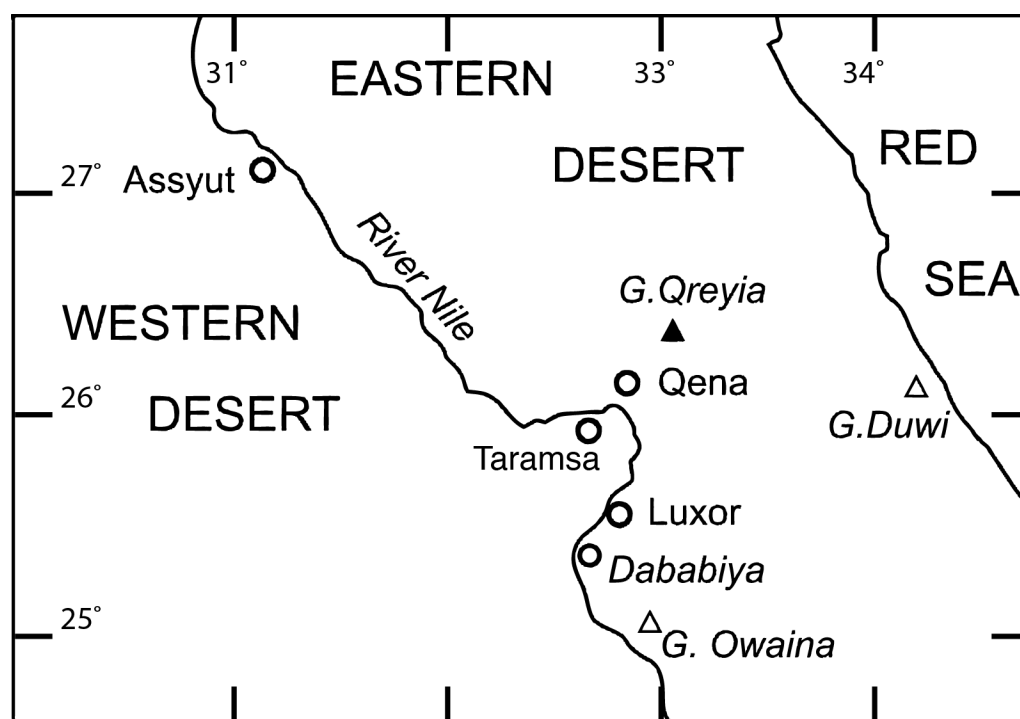 31°
33°
34°
EASTERN
DESERT
RED
SEA
27°
Assyut
River Nile
G.Qreyia
WESTERN
DESERT
26°
Qena
G.Duwi
Taramsa
Luxor
Dababiya
25°
G. Owaina